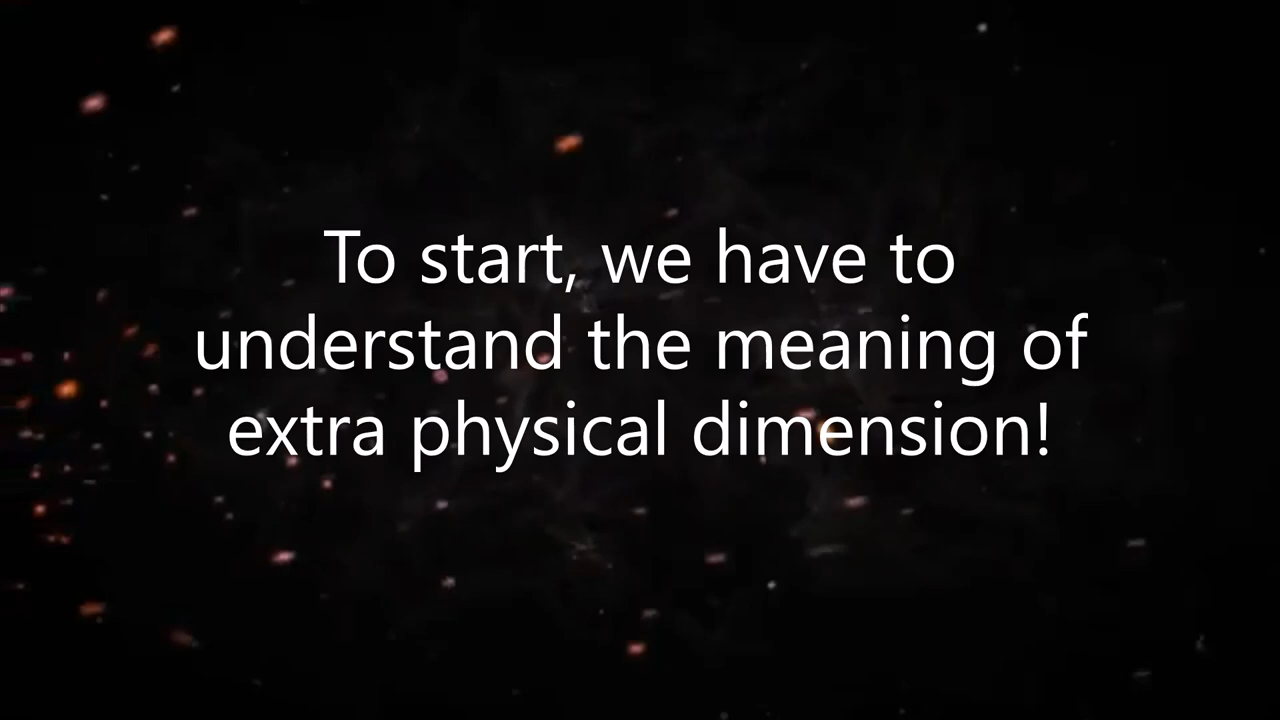 To start, we have to
understand the meaning of
extra physical dimension!